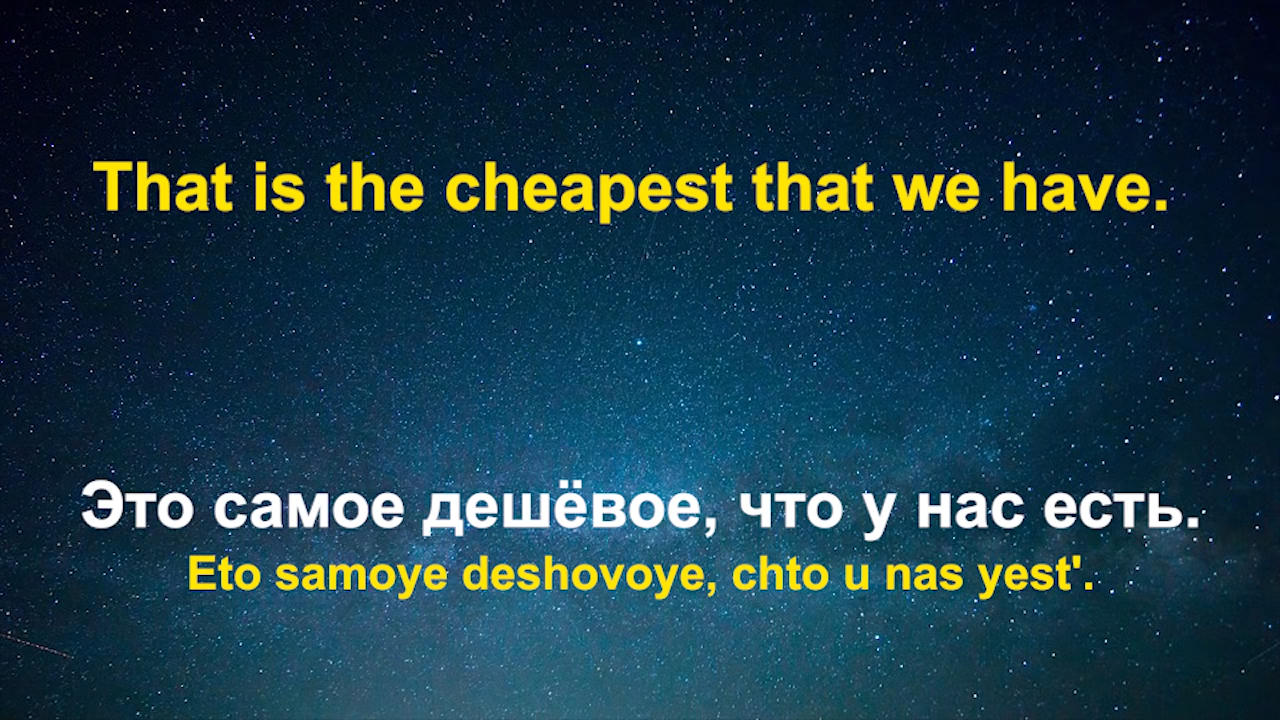 That is the cheapest that we have.
Это самое дешёвое, что у нас есть.
Eto samoye deshovoye, chto u nas yest'.